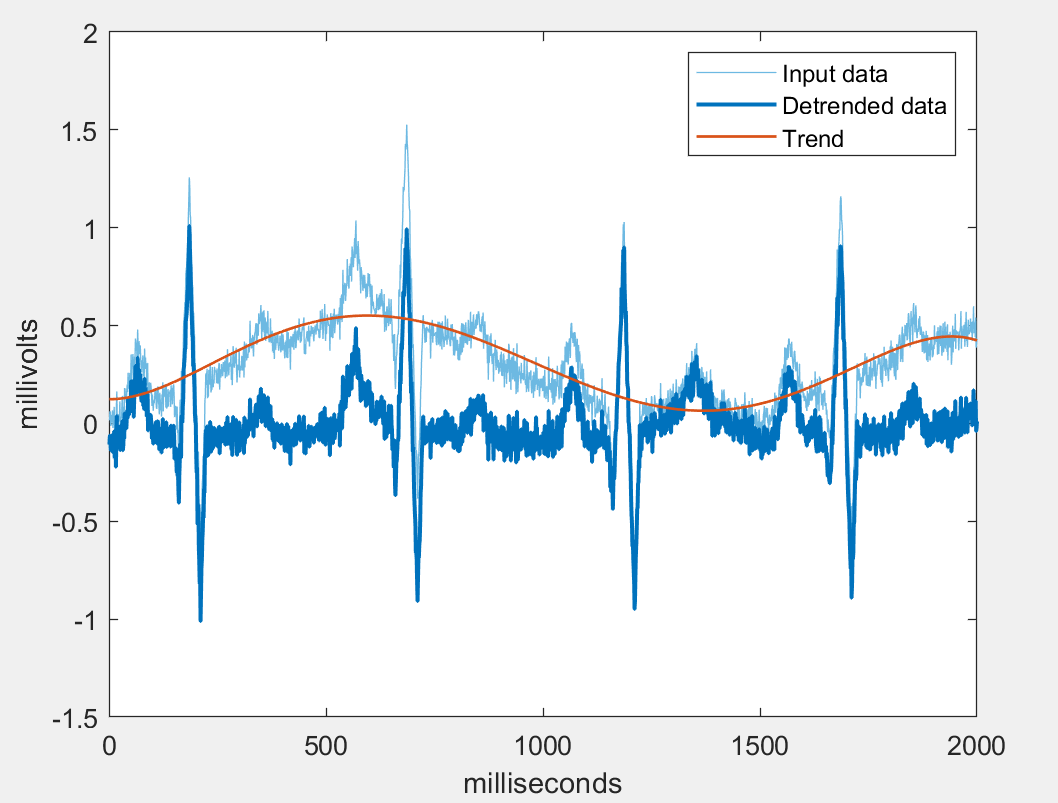 2
1.5
1
0.5
0
-0.5
-1
-1.5
0 500 1000 1500 2000
milliseconds
millivolts
Input data
Detrended data
Trend